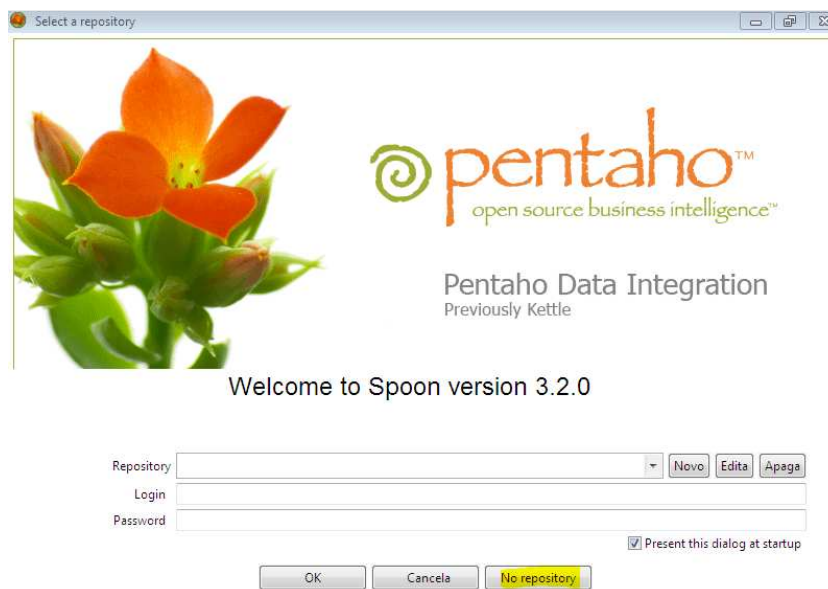 Select a repository
pentaho™
open source business intelligence™
Pentaho Data Integration
Previously Kettle
Welcome to Spoon version 3.2.0
Repository Novo Edita Apaga
Login
Password
Present this dialog at startup
OK Cancela No repository